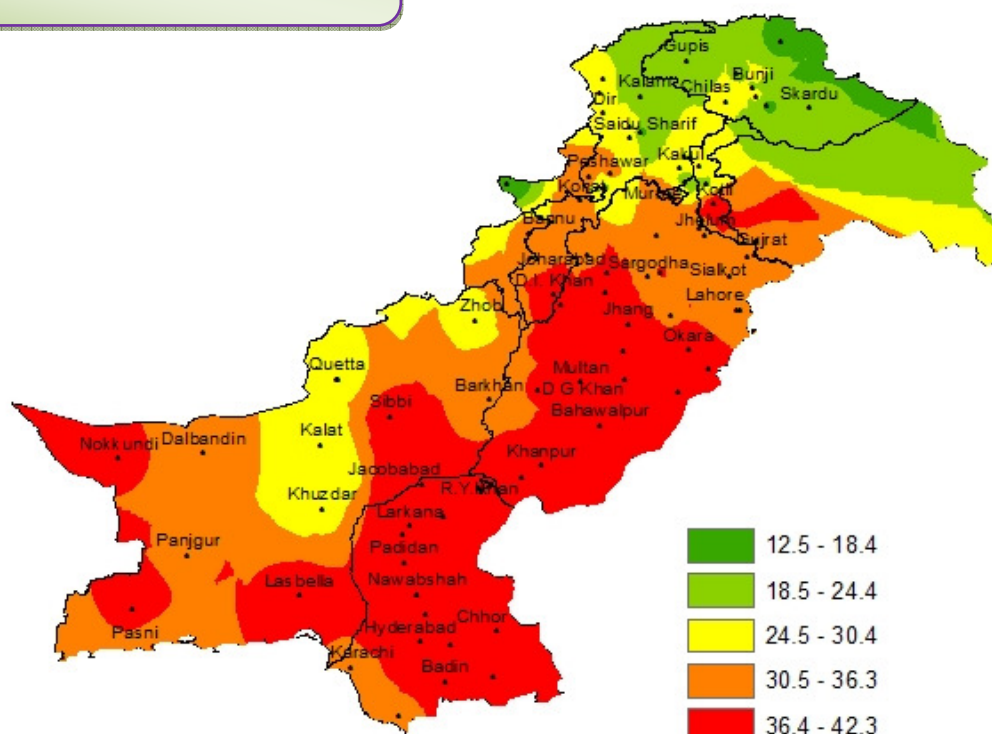 Gupis
Kalam
Chilas
Bunji
Skardu
Dir
Saidu Sharif
Peshawar
Kakul
Kohat
Kotli
Bannu
Jhelum
Gujrat
Joharabad
Sargodha
Sialkot
D.I. Khan
Lahore
Zhob
Jhang
Okara
Quetta
Multan
Barkhan
D G Khan
Sibbi
Bahawalpur
Nokkundi
Dalbandin
Kalat
Khanpur
Jacobabad
R.Y.Khan
Khuzdar
Larkana
Panjgur
Padidan
Lasbella
Nawabshah
Chhor
Pasni
Hyderabad
Karachi
Badin
12.5 - 18.4
18.5 - 24.4
24.5 - 30.4
30.5 - 36.3
36.4 - 42.3